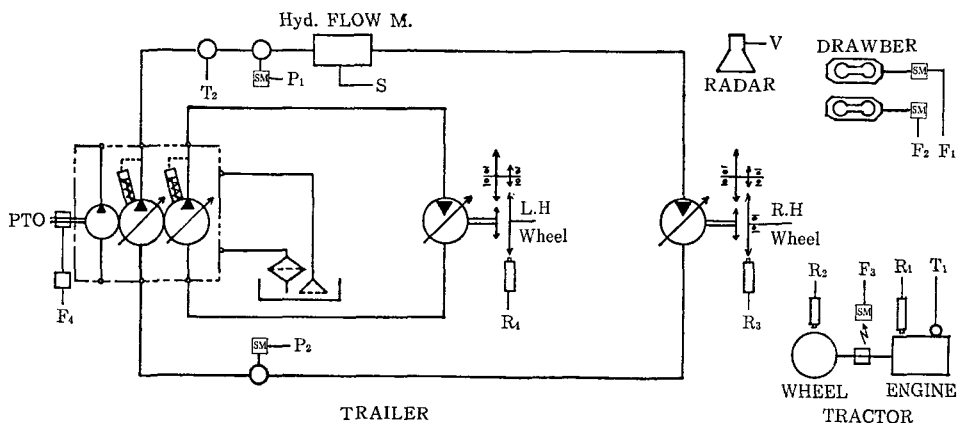 Hyd. FLOW M.
T₂
SM
P₁
S
V
RADAR
DRAWBER
SM
SM
F₂
F₁
PTO
F₄
L.H
Wheel
R₄
R.H
Wheel
R₃
SM
P₂
R₂
F₃
R₁
T₁
SM
WHEEL
ENGINE
TRAILER
TRACTOR